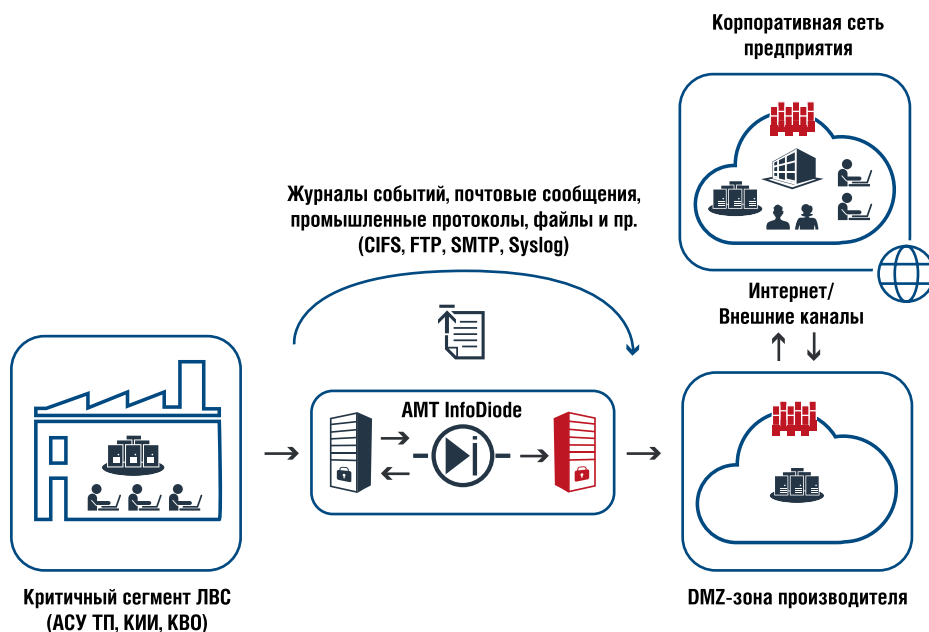 Корпоративная сеть
предприятия
Журналы событий, почтовые сообщения,
промышленные протоколы, файлы и пр.
(CIFS, FTP, SMTP, Syslog)
Интернет/
Внешние каналы
AMT InfoDiode
Критичный сегмент ЛВС
(АСУ ТП, КИИ, КВО)
DMZ-зона производителя